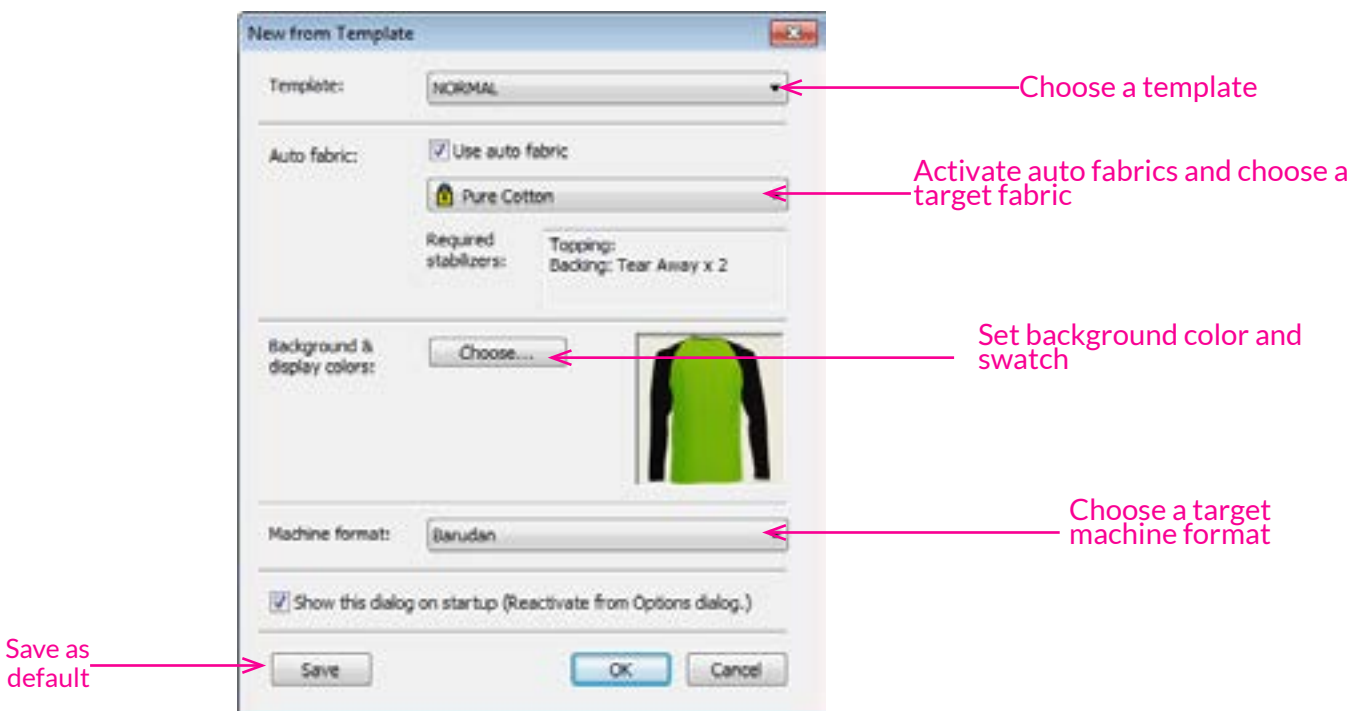 New from Template
Template:
NORMAL
Choose a template
Auto fabric:
Use auto fabric
Pure Cotton
Activate auto fabrics and choose a
target fabric
Required
stabilizers:
Topping:
Backing: Tear Away x 2
Background &
display colors:
Choose...
Set background color and
swatch
Machine format:
Barudan
Choose a target
machine format
Show this dialog on startup (Reactivate from Options dialog.)
Save as
default
Save
OK
Cancel